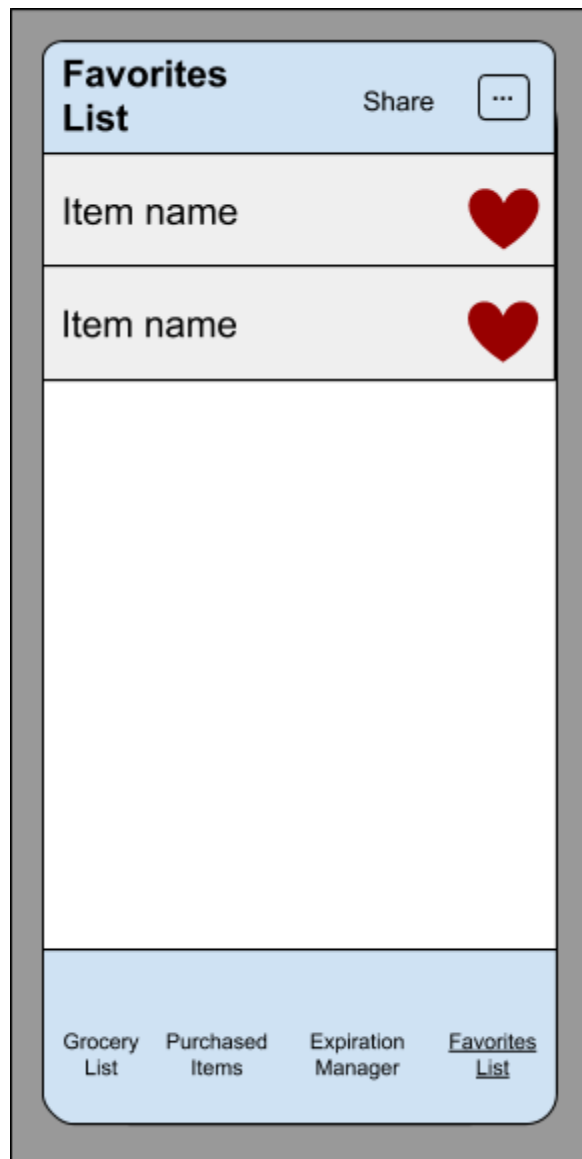 Favorites
List
Share
...
Item name
Item name
Grocery
List
Purchased
Items
Expiration
Manager
Favorites
List